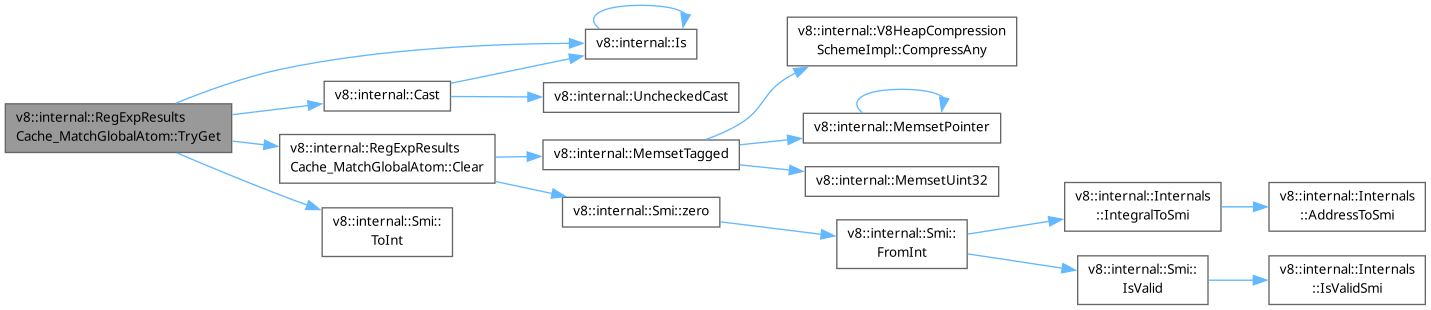 v8::internal::RegExpResults
Cache_MatchGlobalAtom::TryGet
v8::internal::Is
v8::internal::Cast
v8::internal::UncheckedCast
v8::internal::RegExpResults
Cache_MatchGlobalAtom::Clear
v8::internal::Smi::
ToInt
v8::internal::MemsetTagged
v8::internal::Smi::zero
v8::internal::V8HeapCompression
SchemeImpl::CompressAny
v8::internal::MemsetPointer
v8::internal::MemsetUint32
v8::internal::Smi::
FromInt
v8::internal::Internals
::IntegralToSmi
v8::internal::Internals
::AddressToSmi
v8::internal::Smi::
IsValid
v8::internal::Internals
::IsValidSmi